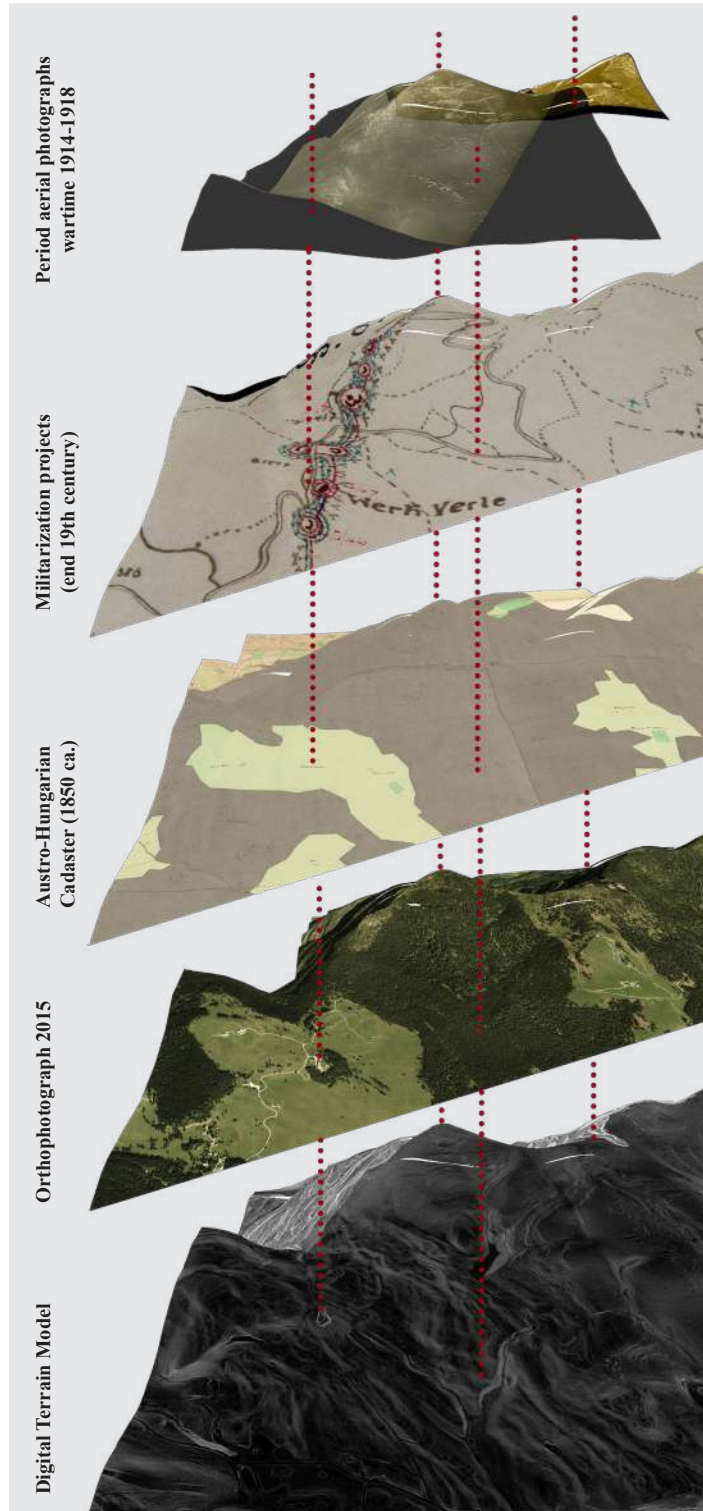 Period aerial photographs
wartime 1914-1918
Militarization projects
(end 19th century)
Werk Verle
Austro-Hungarian
Cadaster (1850 ca.)
Orthophotograph 2015
Digital Terrain Model